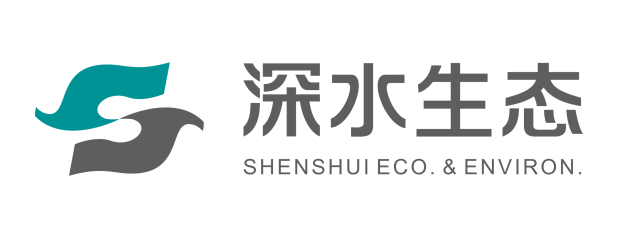 深水生态
SHENSHUI ECO. & ENVIRON.